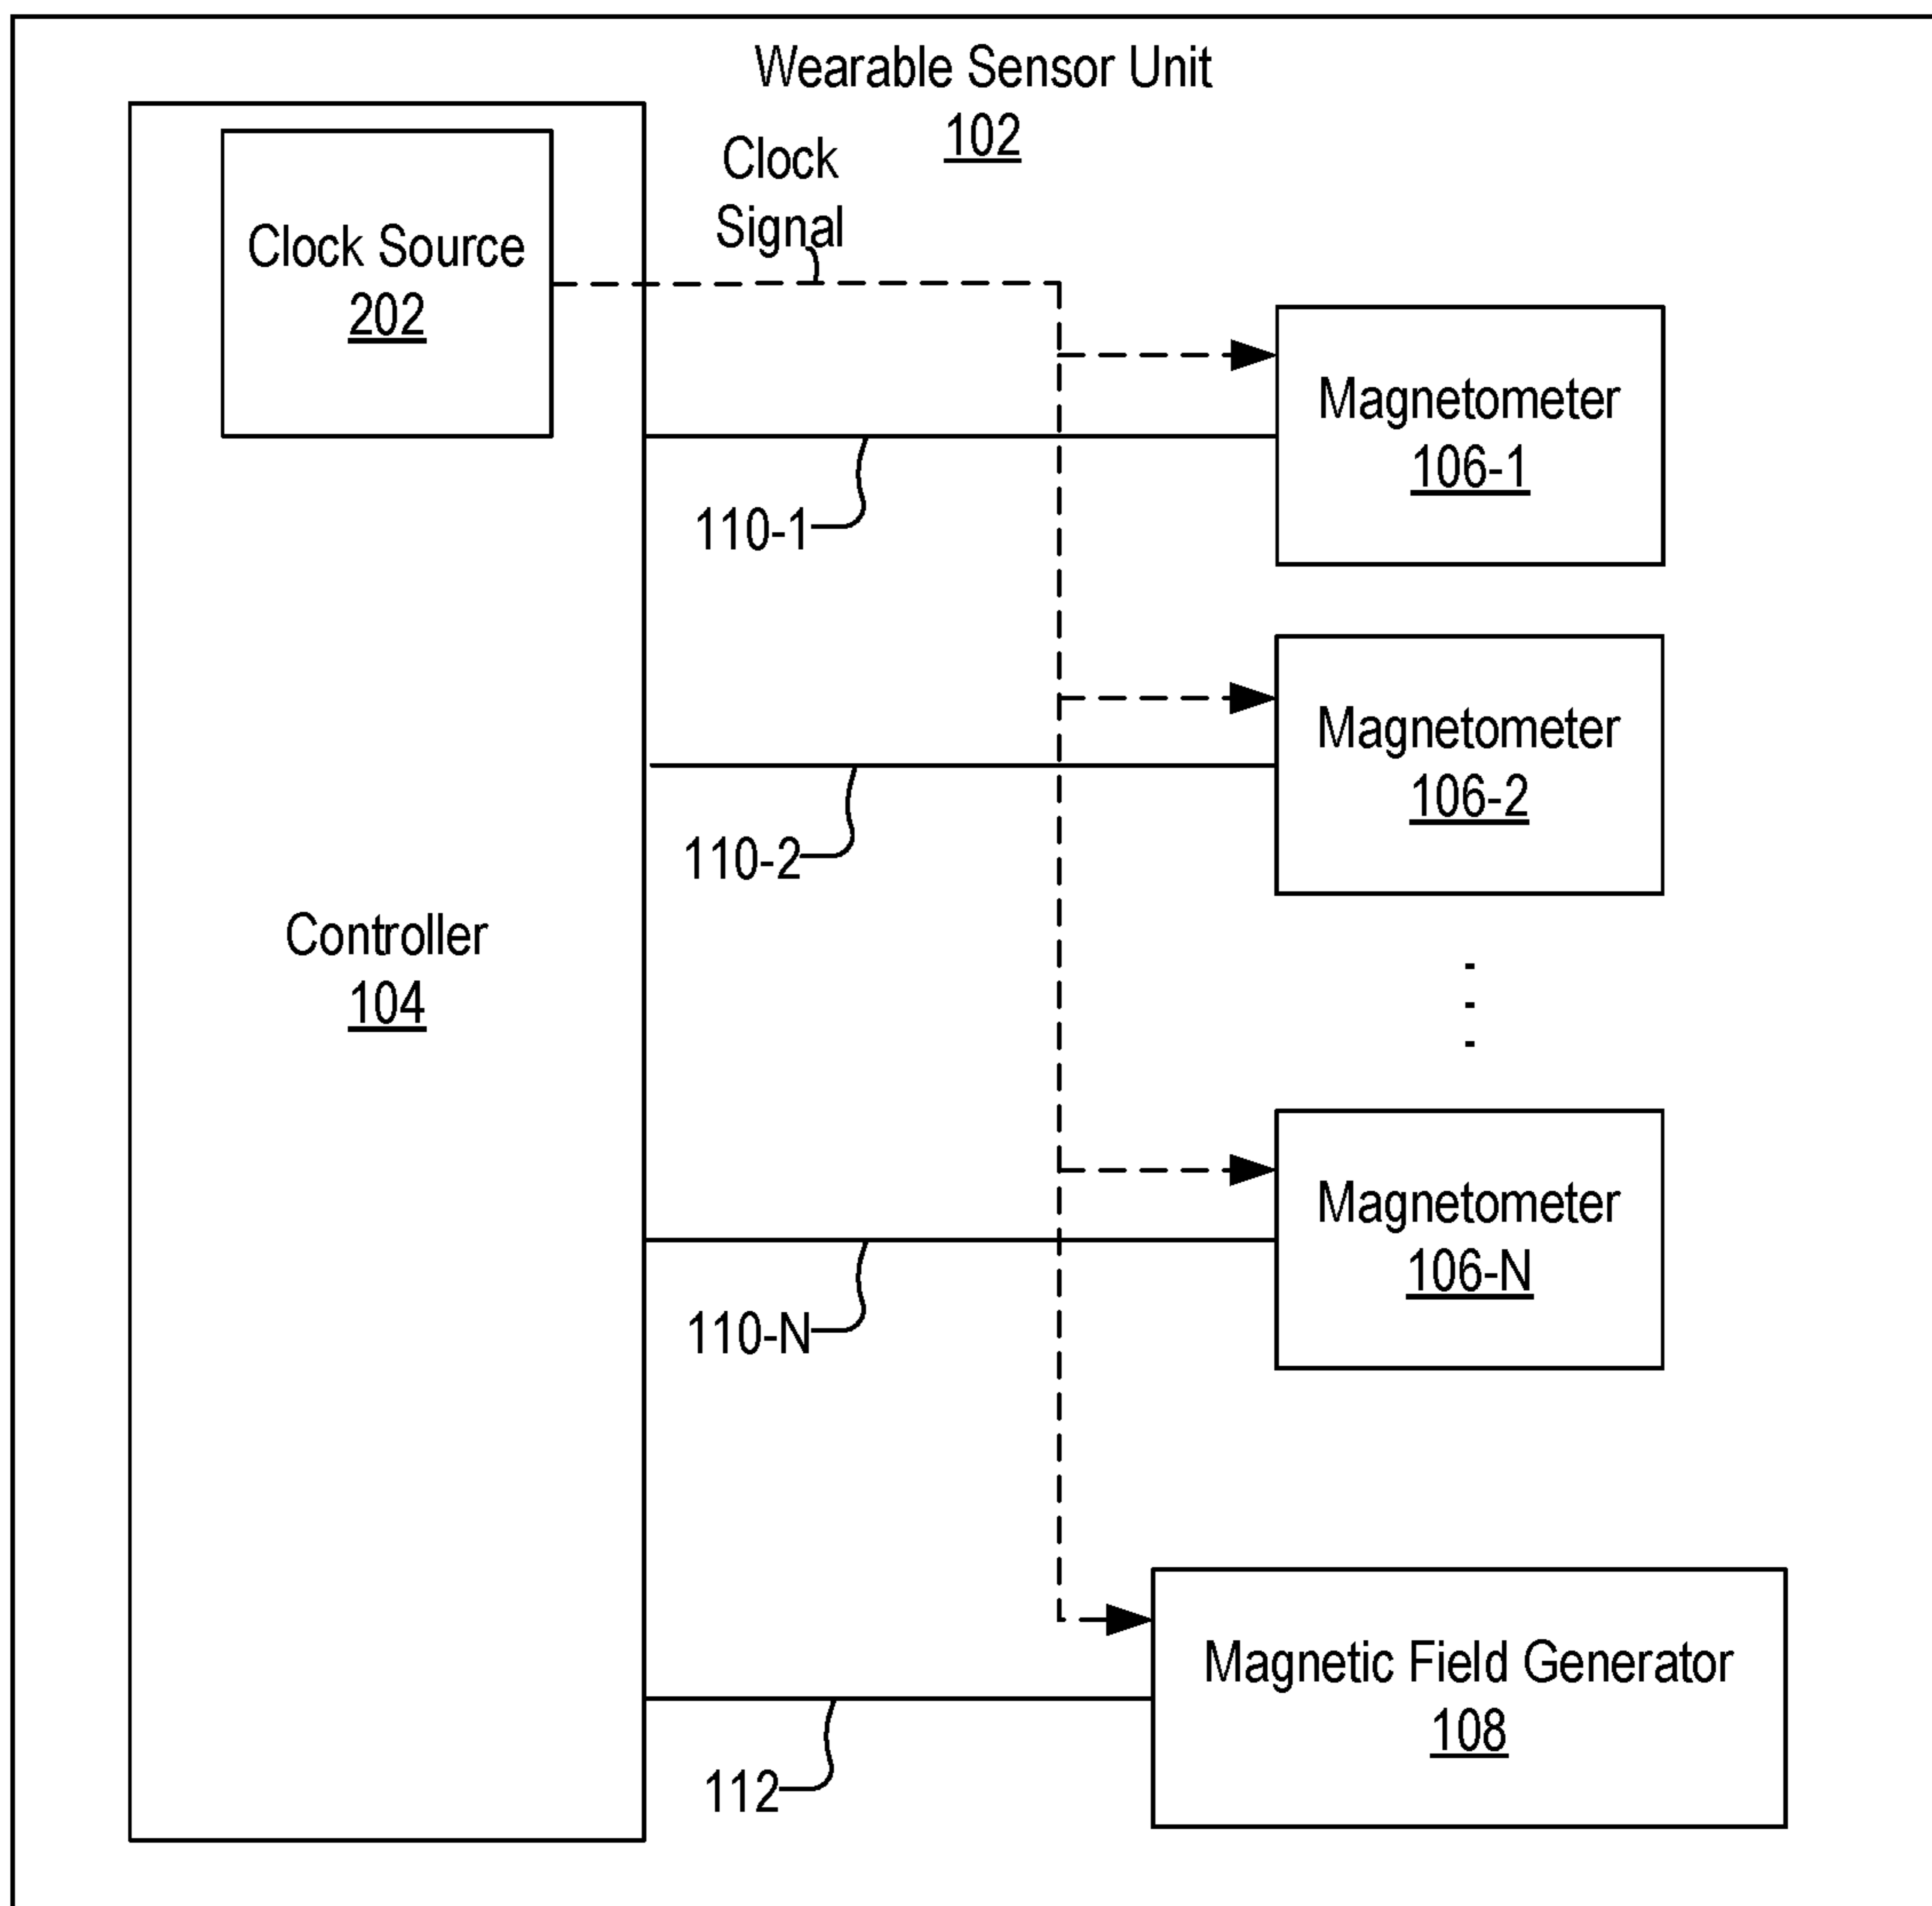 Wearable Sensor Unit
102
Clock
Signal
Clock Source
202
Magnetometer
106-1
110-1
Magnetometer
106-2
110-2
Controller
104
Magnetometer
106-N
110-N
Magnetic Field Generator
108
112